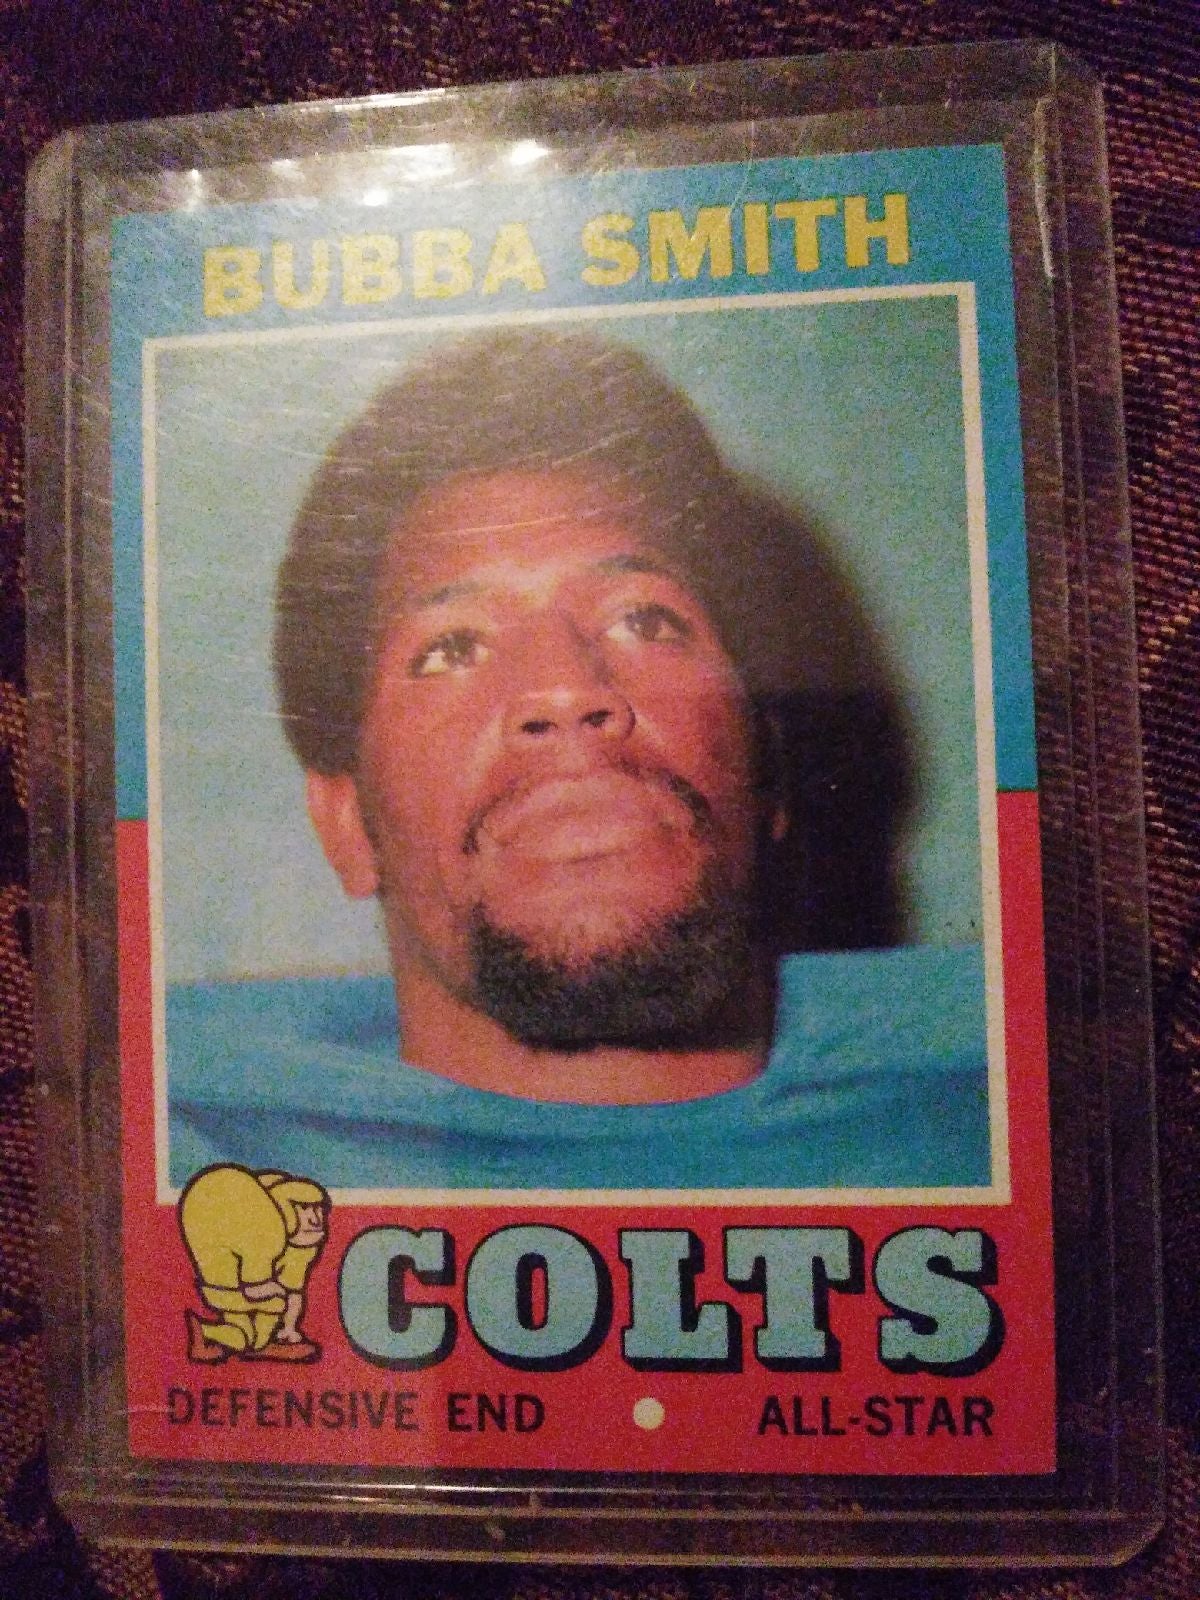 BUBBA SMITH
COLTS
DEFENSIVE END • ALL-STAR